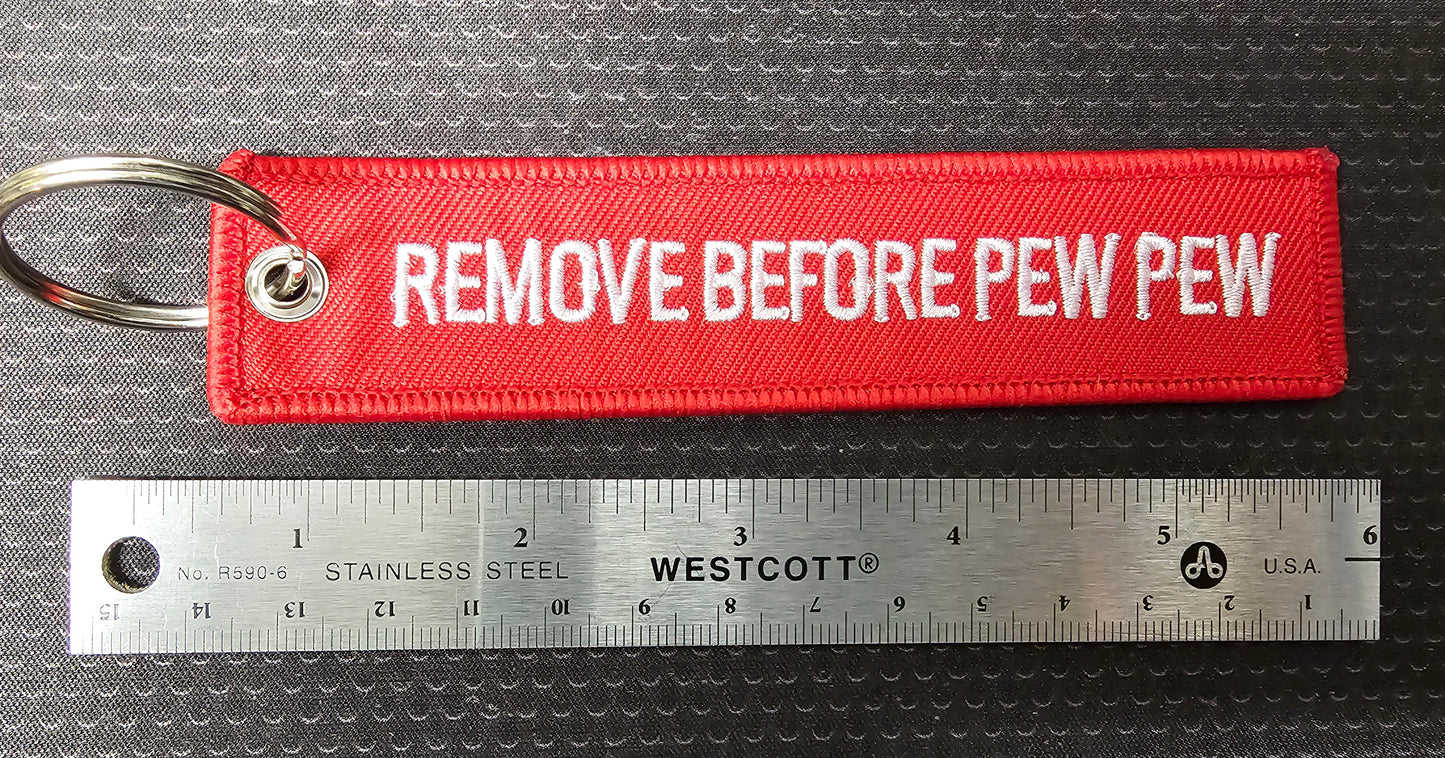 REMOVE BEFORE PEW PEW
1 2 3 4 5 6
No. R590-6 STAINLESS STEEL WESTCOTT® U.S.A.
15 14 13 12 11 10 9 8 7 6 5 4 3 2 1